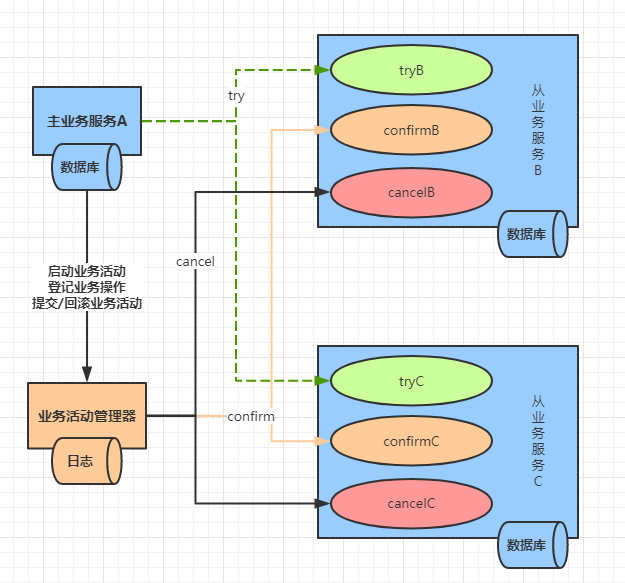 主业务服务A
数据库
try
启动业务活动
登记业务操作
提交/回滚业务活动
cancel
业务活动管理器
日志
confirm
tryB
confirmB
cancelB
从
业
务
服
务
B
数据库
tryC
confirmC
cancelC
从
业
务
服
务
C
数据库